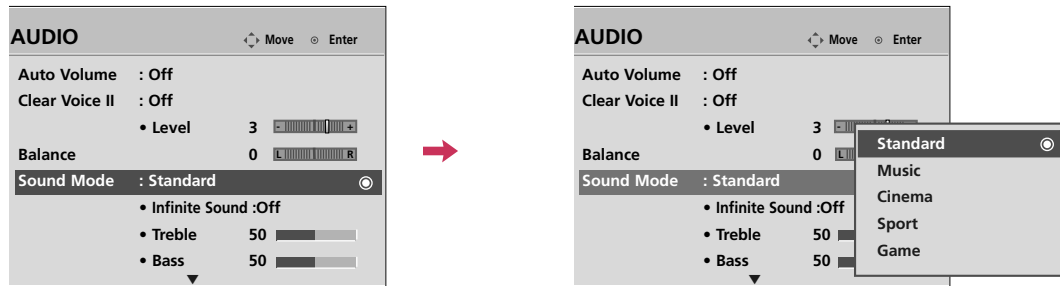 AUDIO Move Enter
Auto Volume : Off
Clear Voice II : Off
• Level 3 - +
Balance 0 L R
Sound Mode : Standard
• Infinite Sound :Off
• Treble 50
• Bass 50
AUDIO Move Enter
Auto Volume : Off
Clear Voice II : Off
• Level 3 -
Balance 0 L
Sound Mode : Standard
• Infinite Sound :Off
• Treble 50
• Bass 50
Standard
Music
Cinema
Sport
Game